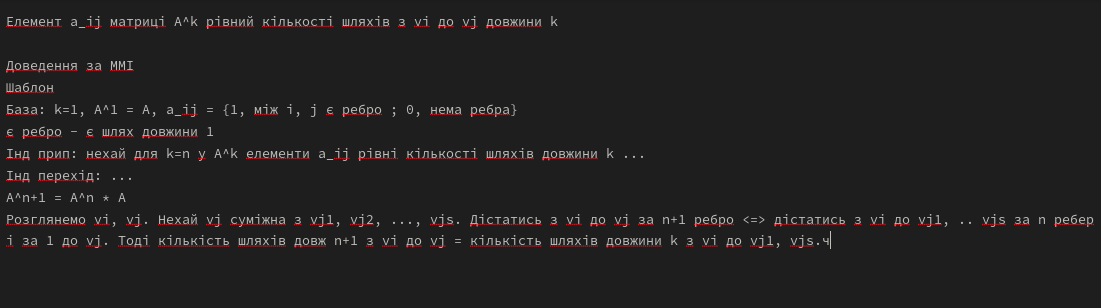 Елемент a_ij матриці A^k рівний кількості шляхів з vi до vj довжини k
Доведення за ММІ
Шаблон
База: k=1, A^1 = A, a_ij = {1, між i, j є ребро ; 0, нема ребра}
є ребро - є шлях довжини 1
Інд прип: нехай для k=n у A^k елементи a_ij рівні кількості шляхів довжини k ...
Інд перехід: ...
A^n+1 = A^n * A
Розглянемо vi, vj. Нехай vj суміжна з vj1, vj2, ..., vjs. Дістатись з vi до vj за n+1 ребро <=> дістатись з vi до vj1, .. vjs за n ребер
і за 1 до vj. Тоді кількість шляхів довж n+1 з vi до vj = кількість шляхів довжини k з vi до vj1, vjs.ч